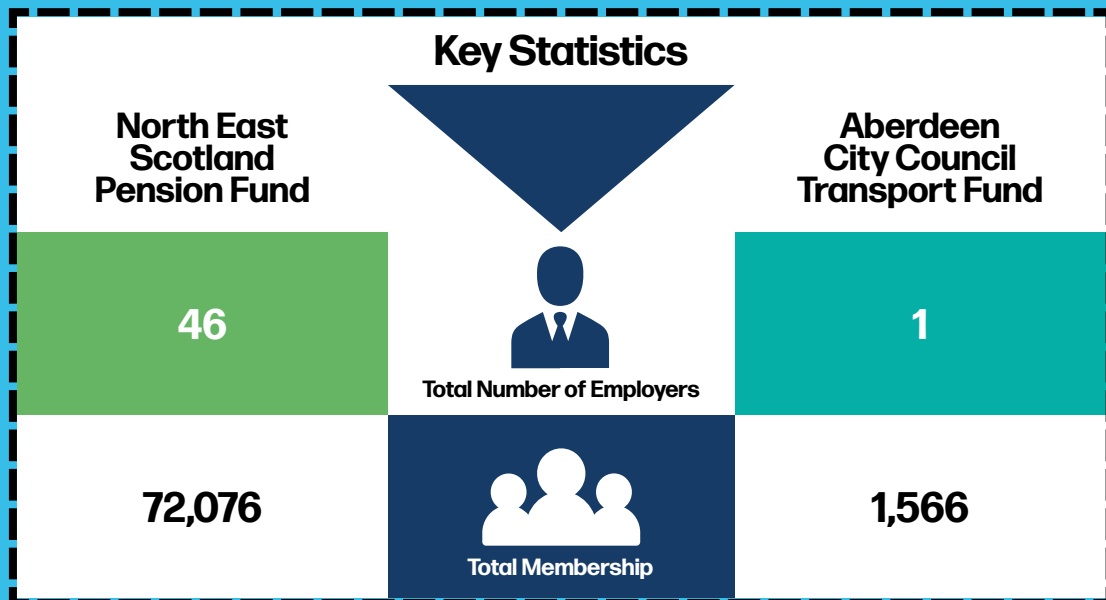 Key Statistics
North East
Scotland
Pension Fund
Aberdeen
City Council
Transport Fund
46
Total Number of Employers
1
72,076
Total Membership
1,566